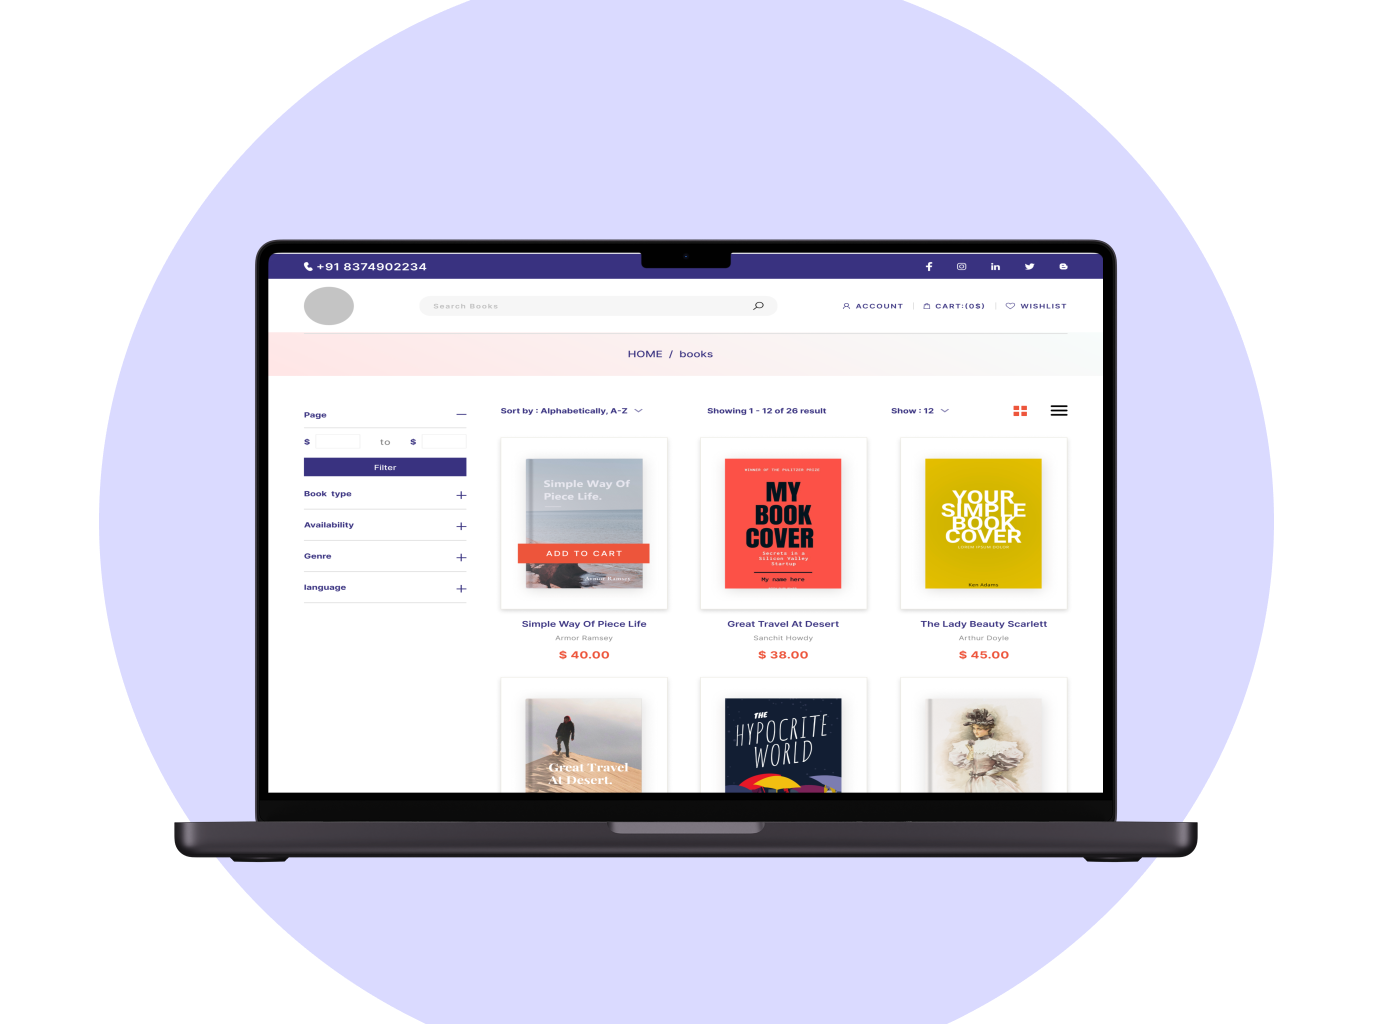 +91 8374902234
Search Books
ACCOUNT
CART:(0$)
WISHLIST
HOME / books
Page
$ to $
Filter
Book type
Availability
Genre
language
Sort by : Alphabetically, A-Z
Showing 1 - 12 of 26 result
Show : 12
Simple Way Of
Piece Life.
ADD TO CART
Armor Ramsey
Simple Way Of Piece Life
Armor Ramsey
$ 40.00
WINNER OF THE PULITZER PRIZE
MY
BOOK
COVER
Secrets in a
Silicon Valley
Startup
My name here
Great Travel At Desert
Sanchit Howdy
$ 38.00
YOUR
SIMPLE
BOOK
COVER
LOREM IPSUM DOLOR
Ken Adams
The Lady Beauty Scarlett
Arthur Doyle
$ 45.00
Great Travel
At Desert.
THE
HYPOCRITE
WORLD